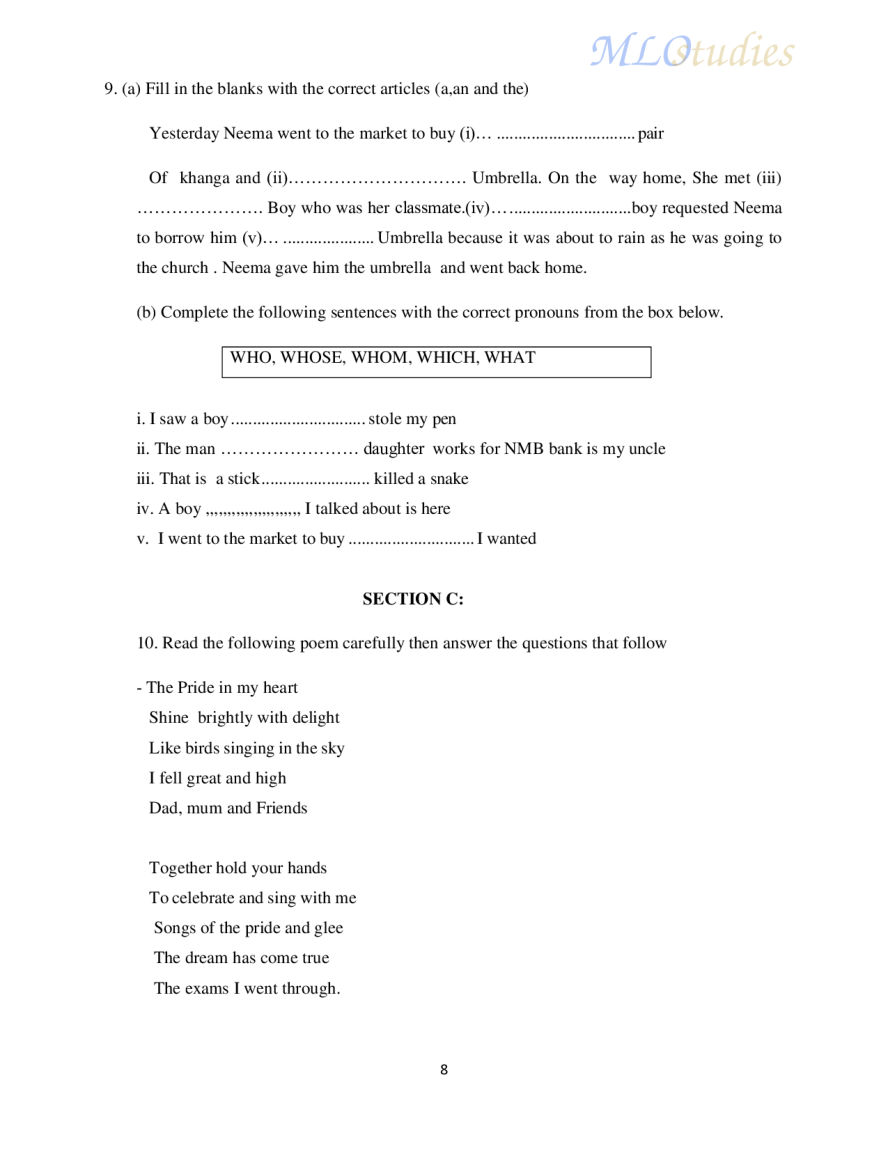 MLOstudies
9. (a) Fill in the blanks with the correct articles (a,an and the)
Yesterday Neema went to the market to buy (i)… ................................ pair
Of khanga and (ii)…………………………. Umbrella. On the way home, She met (iii)
…………………. Boy who was her classmate.(iv)…............................boy requested Neema
to borrow him (v)… ..................... Umbrella because it was about to rain as he was going to
the church . Neema gave him the umbrella and went back home.
(b) Complete the following sentences with the correct pronouns from the box below.
WHO, WHOSE, WHOM, WHICH, WHAT
i. I saw a boy ............................... stole my pen
ii. The man …………………… daughter works for NMB bank is my uncle
iii. That is a stick......................... killed a snake
iv. A boy ,,,,,,,,,,,,,,,,,,,,,, I talked about is here
v. I went to the market to buy ............................. I wanted
SECTION C:
10. Read the following poem carefully then answer the questions that follow
- The Pride in my heart
Shine brightly with delight
Like birds singing in the sky
I fell great and high
Dad, mum and Friends
Together hold your hands
To celebrate and sing with me
Songs of the pride and glee
The dream has come true
The exams I went through.
8